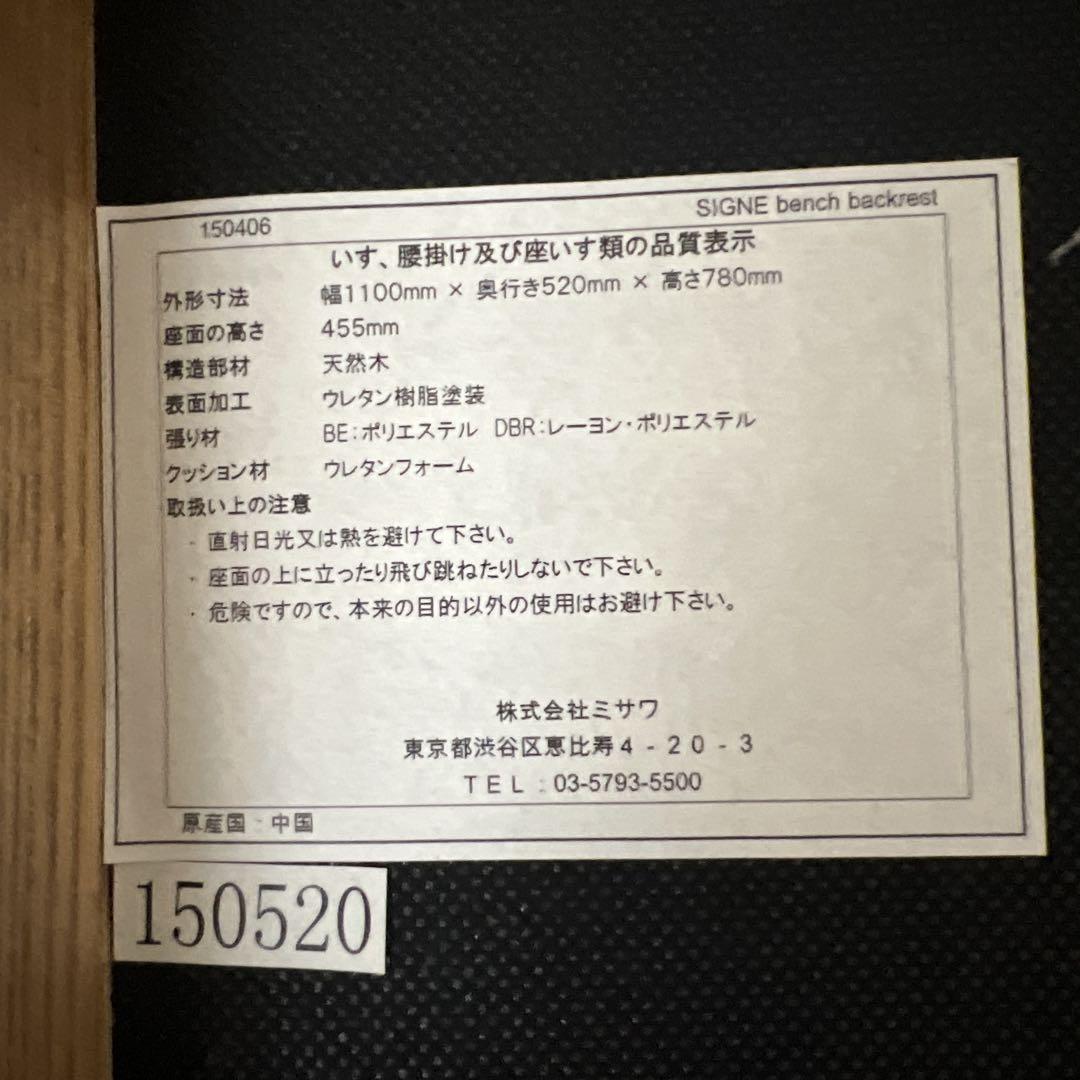 150406 SIGNE bench backrest
いす、腰掛け及び座いす類の品質表示
外形寸法 幅1100mm × 奥行き520mm × 高さ780mm
座面の高さ 455mm
構造部材 天然木
表面加工 ウレタン樹脂塗装
張り材 BE:ポリエステル DBR:レーヨン・ポリエステル
クッション材 ウレタンフォーム
取扱い上の注意
・直射日光又は熱を避けて下さい。
・座面の上に立ったり飛び跳ねたりしないで下さい。
・危険ですので、本来の目的以外の使用はお避け下さい。
株式会社ミサワ
東京都渋谷区恵比寿4-20-3
TEL:03-5793-5500
原産国:中国
150520